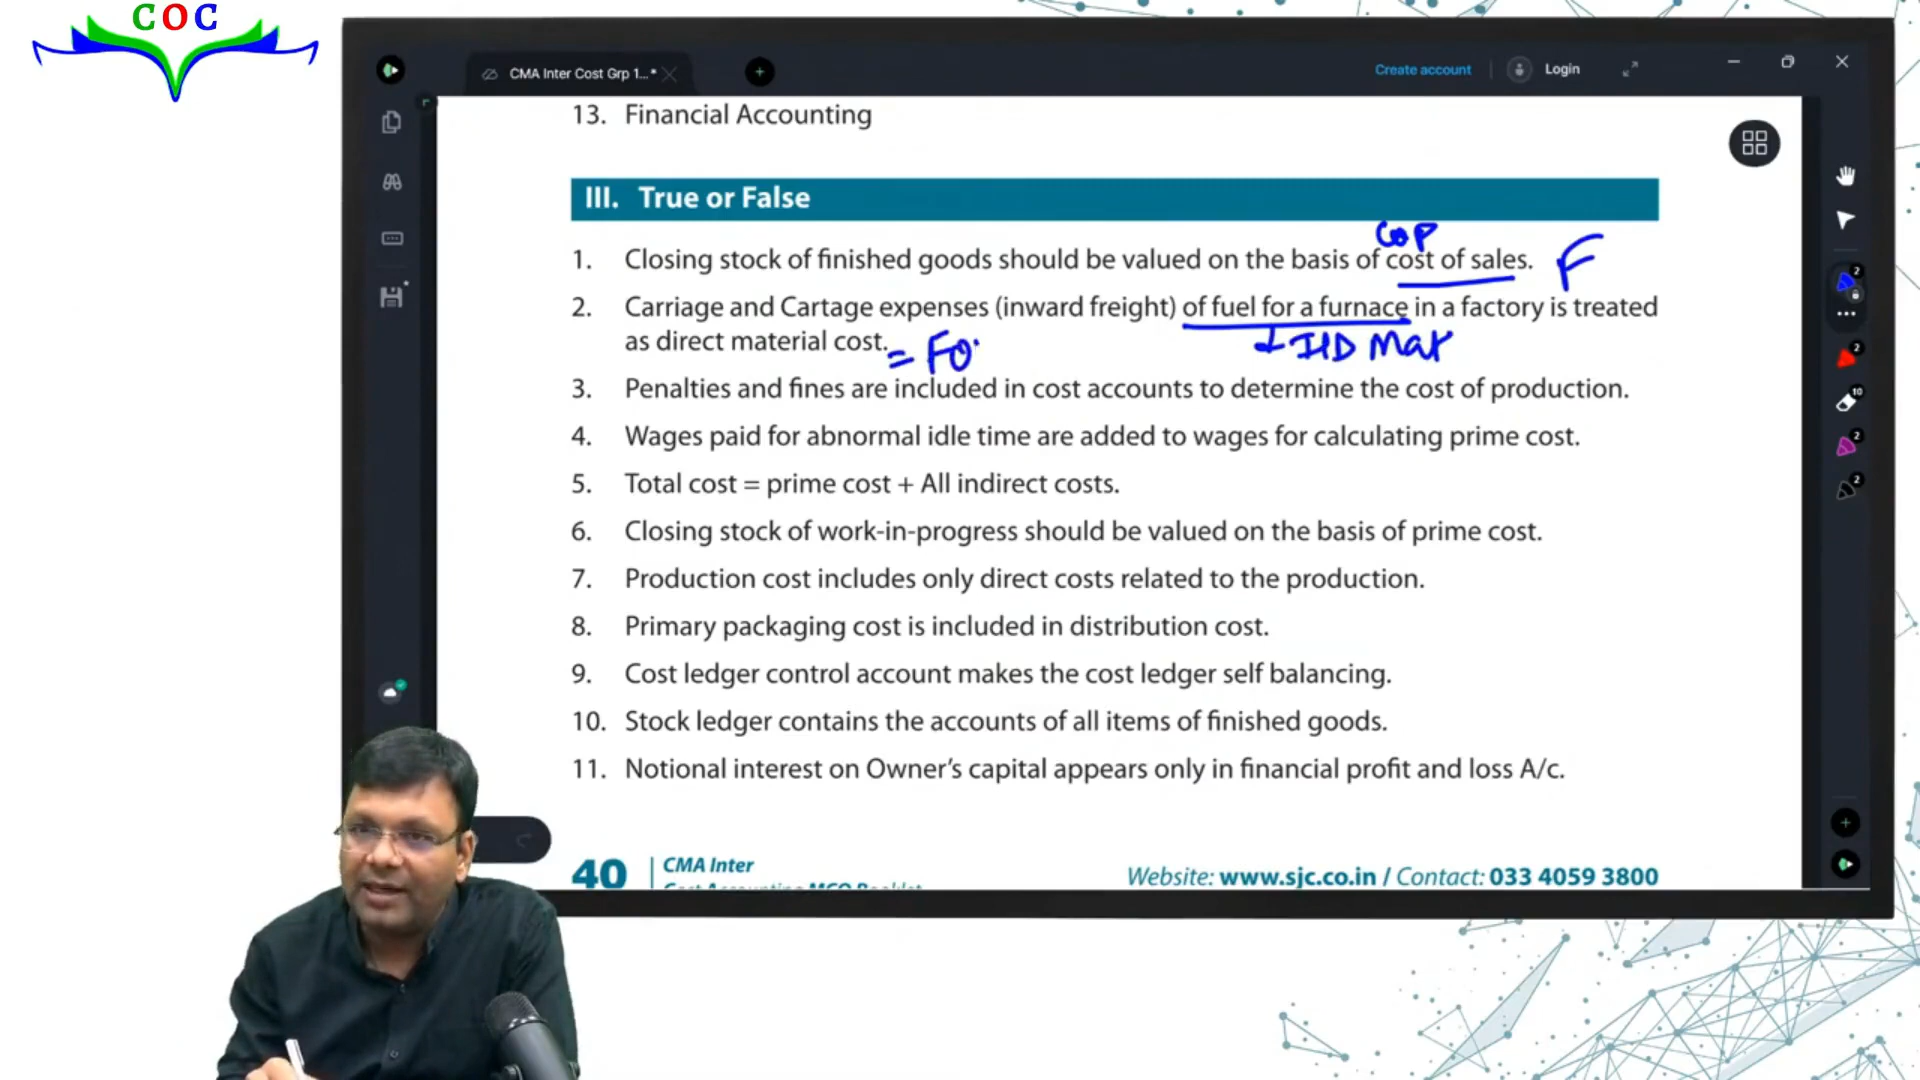 COC
CMA Inter Cost Grp 1...*
Create account
Login
13. Financial Accounting
III. True or False
COP
1. Closing stock of finished goods should be valued on the basis of cost of sales. F
2. Carriage and Cartage expenses (inward freight) of fuel for a furnace in a factory is treated
as direct material cost. = FO
IND Mat
3. Penalties and fines are included in cost accounts to determine the cost of production.
4. Wages paid for abnormal idle time are added to wages for calculating prime cost.
5. Total cost = prime cost + All indirect costs.
6. Closing stock of work-in-progress should be valued on the basis of prime cost.
7. Production cost includes only direct costs related to the production.
8. Primary packaging cost is included in distribution cost.
9. Cost ledger control account makes the cost ledger self balancing.
10. Stock ledger contains the accounts of all items of finished goods.
11. Notional interest on Owner's capital appears only in financial profit and loss A/c.
40
CMA Inter
Website: www.sjc.co.in / Contact: 033 4059 3800
2
2
10
2
2